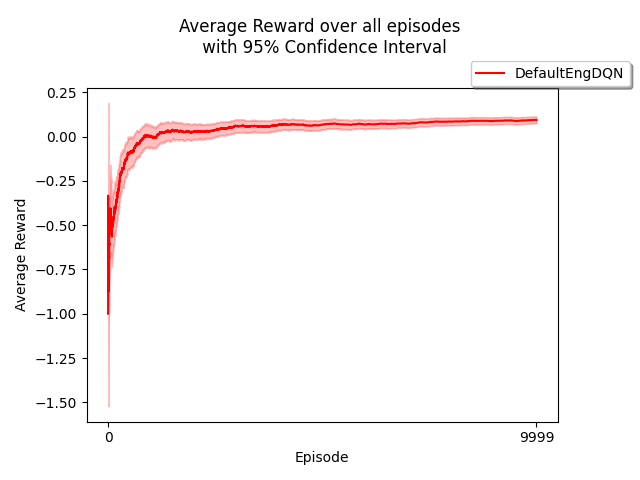 Average Reward over all episodes
with 95% Confidence Interval
DefaultEngDQN
0.25
0.00
−0.25
−0.50
−0.75
−1.00
−1.25
−1.50
Average Reward
0
9999
Episode